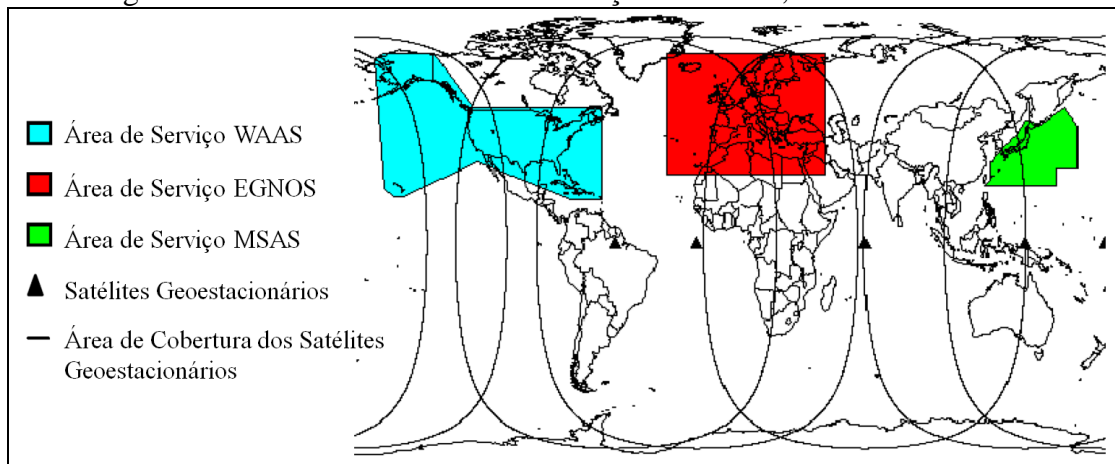 Área de Serviço WAAS
Área de Serviço EGNOS
Área de Serviço MSAS
Satélites Geoestacionários
Área de Cobertura dos Satélites
Geoestacionários